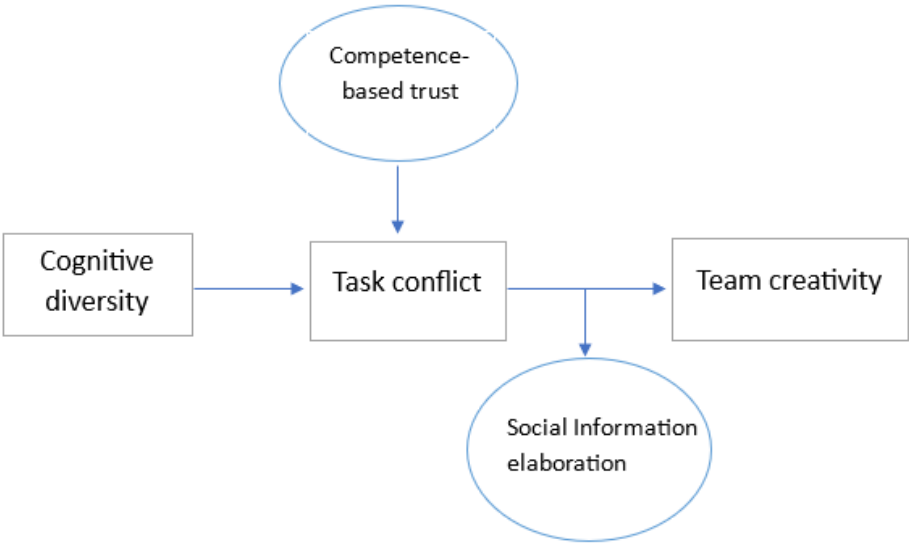 Competence-
based trust
Cognitive
diversity
Task conflict
Team creativity
Social Information
elaboration